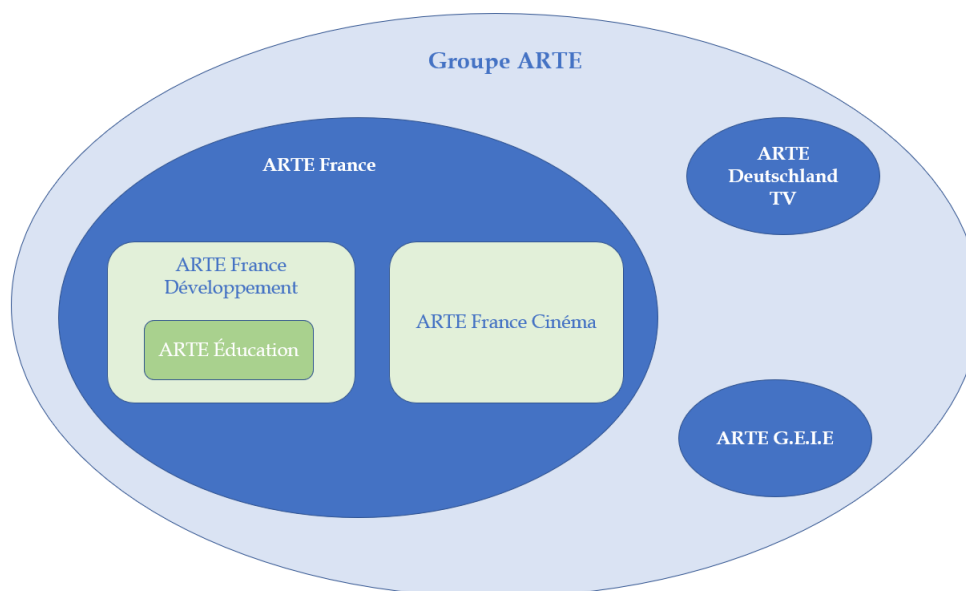 Groupe ARTE
ARTE France
ARTE France
Développement
ARTE Éducation
ARTE France Cinéma
ARTE
Deutschland
TV
ARTE G.E.I.E